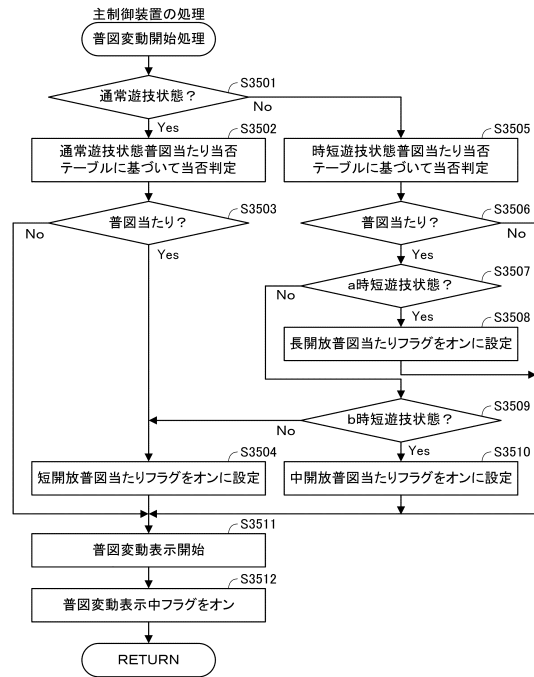 主制御装置の処理
普図変動開始処理
S3501
通常遊技状態？
No
Yes
S3502
通常遊技状態普図当たり当否
テーブルに基づいて当否判定
S3505
時短遊技状態普図当たり当否
テーブルに基づいて当否判定
S3503
普図当たり？
No
Yes
S3506
普図当たり？
No
Yes
S3507
a時短遊技状態？
No
Yes
S3508
長開放普図当たりフラグをオンに設定
S3509
b時短遊技状態？
No
Yes
S3504
短開放普図当たりフラグをオンに設定
S3510
中開放普図当たりフラグをオンに設定
S3511
普図変動表示開始
S3512
普図変動表示中フラグをオン
RETURN